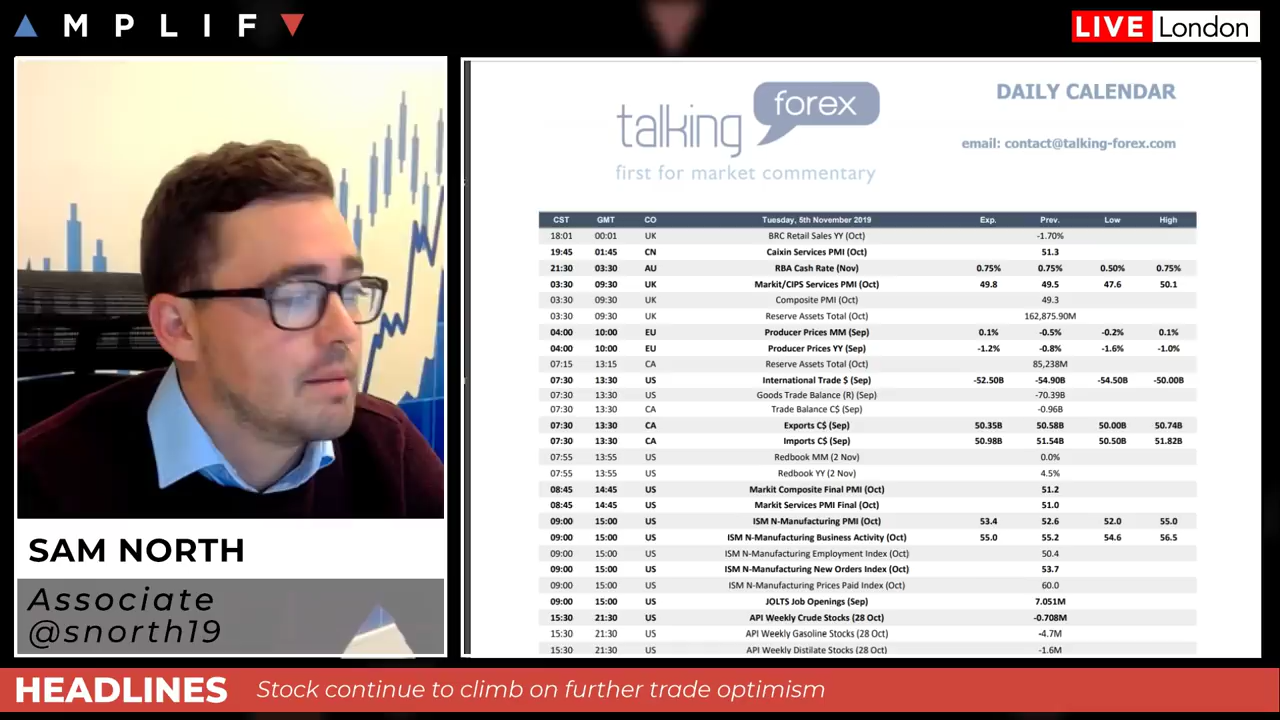 MPLIF
LIVE London
talking forex
first for market commentary
DAILY CALENDAR
email: contact@talking-forex.com
CST GMT CO Tuesday, 5th November 2019 Exp. Prev. Low High
18:01 00:01 UK BRC Retail Sales YY (Oct) -1.70%
19:45 01:45 CN Caixin Services PMI (Oct) 51.3
21:30 03:30 AU RBA Cash Rate (Nov) 0.75% 0.75% 0.50% 0.75%
03:30 09:30 UK Markit/CIPS Services PMI (Oct) 49.8 49.5 47.6 50.1
03:30 09:30 UK Composite PMI (Oct) 49.3
03:30 09:30 UK Reserve Assets Total (Oct) 162,875.90M
04:00 10:00 EU Producer Prices MM (Sep) 0.1% -0.5% -0.2% 0.1%
04:00 10:00 EU Producer Prices YY (Sep) -1.2% -0.8% -1.6% -1.0%
07:15 13:15 CA Reserve Assets Total (Oct) 85,238M
07:30 13:30 US International Trade $ (Sep) -52.50B -54.90B -54.50B -50.00B
07:30 13:30 US Goods Trade Balance (R) (Sep) -70.39B
07:30 13:30 CA Trade Balance C$ (Sep) -0.96B
07:30 13:30 CA Exports C$ (Sep) 50.35B 50.58B 50.00B 50.74B
07:30 13:30 CA Imports C$ (Sep) 50.98B 51.54B 50.50B 51.82B
07:55 13:55 US Redbook MM (2 Nov) 0.0%
07:55 13:55 US Redbook YY (2 Nov) 4.5%
08:45 14:45 US Markit Composite Final PMI (Oct) 51.2
08:45 14:45 US Markit Services PMI Final (Oct) 51.0
09:00 15:00 US ISM N-Manufacturing PMI (Oct) 53.4 52.6 52.0 55.0
09:00 15:00 US ISM N-Manufacturing Business Activity (Oct) 55.0 55.2 54.6 56.5
09:00 15:00 US ISM N-Manufacturing Employment Index (Oct) 50.4
09:00 15:00 US ISM N-Manufacturing New Orders Index (Oct) 53.7
09:00 15:00 US ISM N-Manufacturing Prices Paid Index (Oct) 60.0
09:00 15:00 US JOLTS Job Openings (Sep) 7.051M
15:30 21:30 US API Weekly Crude Stocks (28 Oct) -0.708M
15:30 21:30 US API Weekly Gasoline Stocks (28 Oct) -4.7M
15:30 21:30 US API Weekly Distilate Stocks (28 Oct) -1.6M
SAM NORTH
Associate
@snorth19
HEADLINES Stock continue to climb on further trade optimism